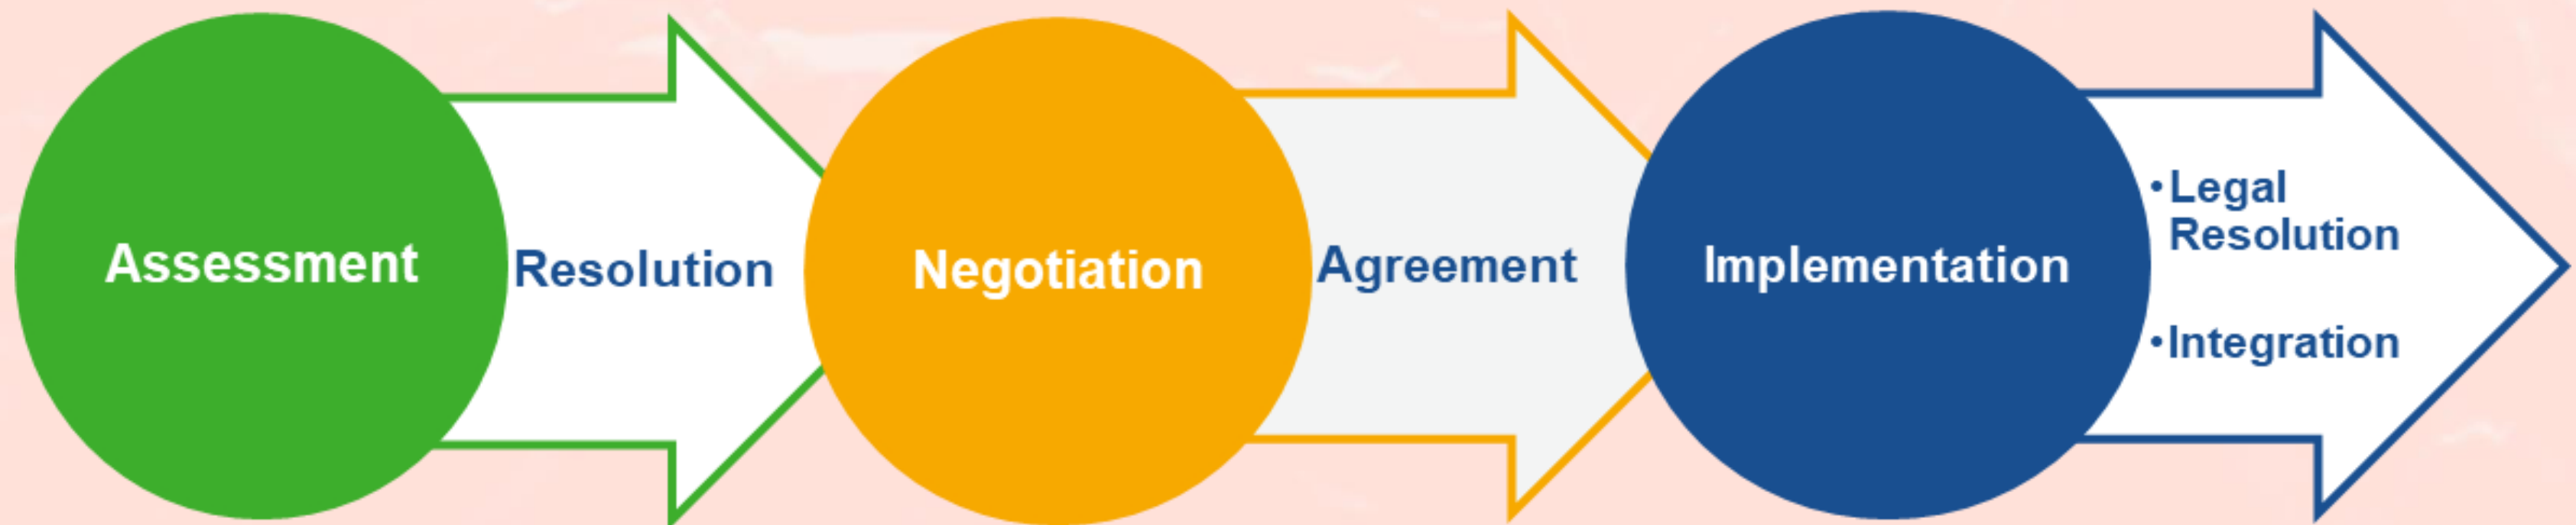 Assessment
Resolution
Negotiation
Agreement
Implementation
•Legal
Resolution
•Integration